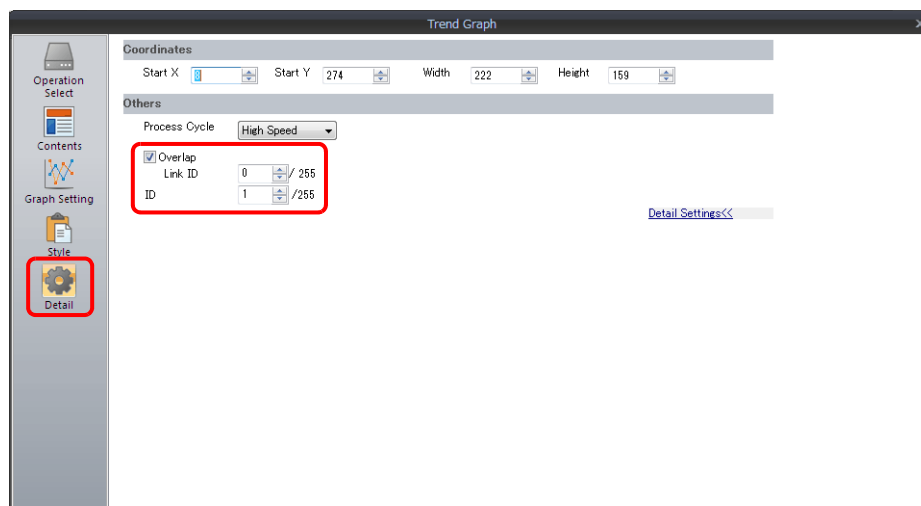 Trend Graph
Operation
Select
Contents
Graph Setting
Style
Detail
Coordinates
Start X Start Y 274 Width 222 Height 159
Others
Process Cycle High Speed
Overlap
Link ID 0 / 255
ID 1 /255
Detail Settings<<